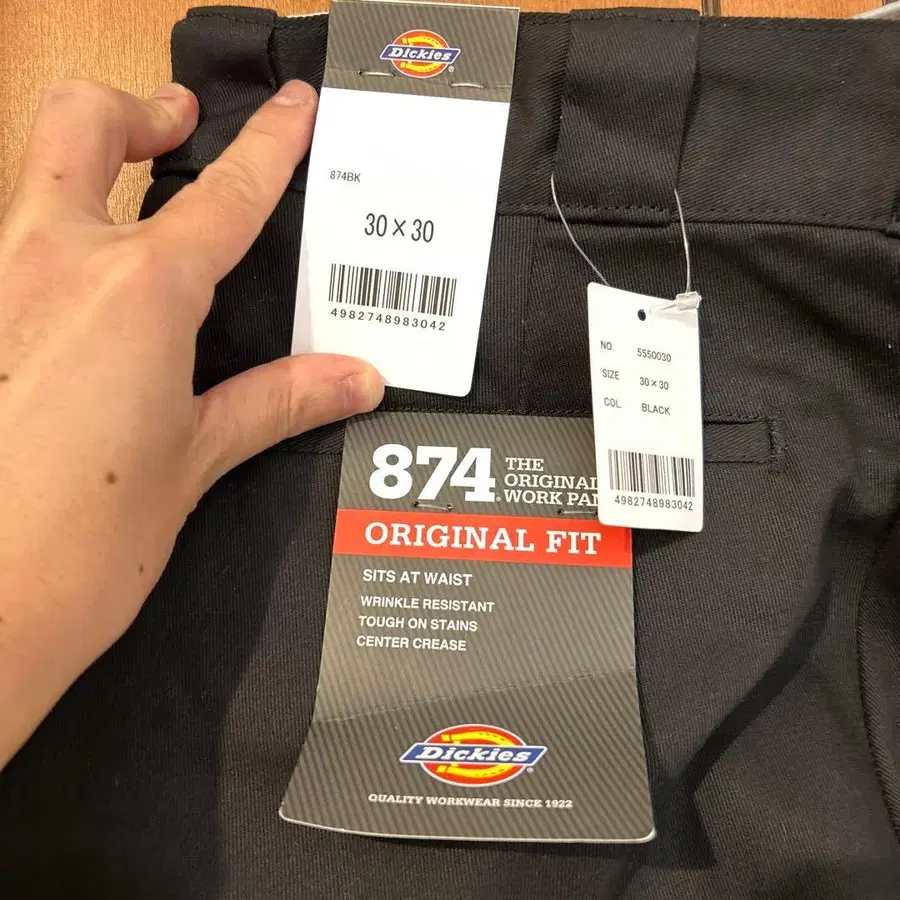 Dickies
874BK
30×30
4982748983042
NO. 5550030
SIZE 30×30
COL. BLACK
4982748983042
874 THE
ORIGINAL
WORK
ORIGINAL FIT
SITS AT WAIST
WRINKLE RESISTANT
TOUGH ON STAINS
CENTER CREASE
Dickies
QUALITY WORKWEAR SINCE 1922